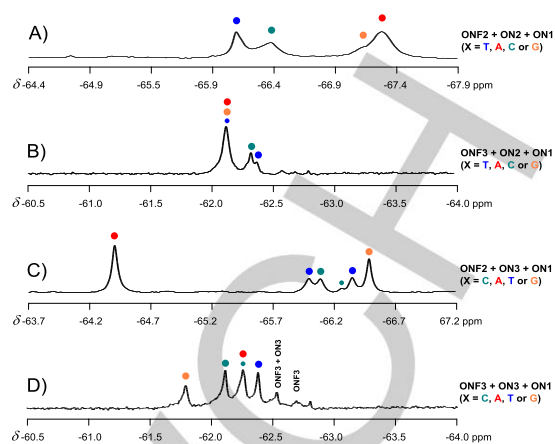 A)
ONF2 + ON2 + ON1
(X = T, A, C or G)
δ -64.4 -64.9 -65.4 -65.9 -66.4 -66.9 -67.4 -67.9 ppm
B)
ONF3 + ON2 + ON1
(X = T, A, C or G)
δ -60.5 -61.0 -61.5 -62.0 -62.5 -63.0 -63.5 -64.0 ppm
C)
ONF2 + ON3 + ON1
(X = C, A, T or G)
δ -63.7 -64.2 -64.7 -65.2 -65.7 -66.2 -66.7 67.2 ppm
D)
ONF3 + ON3
ONF3
ONF3 + ON3 + ON1
(X = C, A, T or G)
δ -60.5 -61.0 -61.5 -62.0 -62.5 -63.0 -63.5 -64.0 ppm